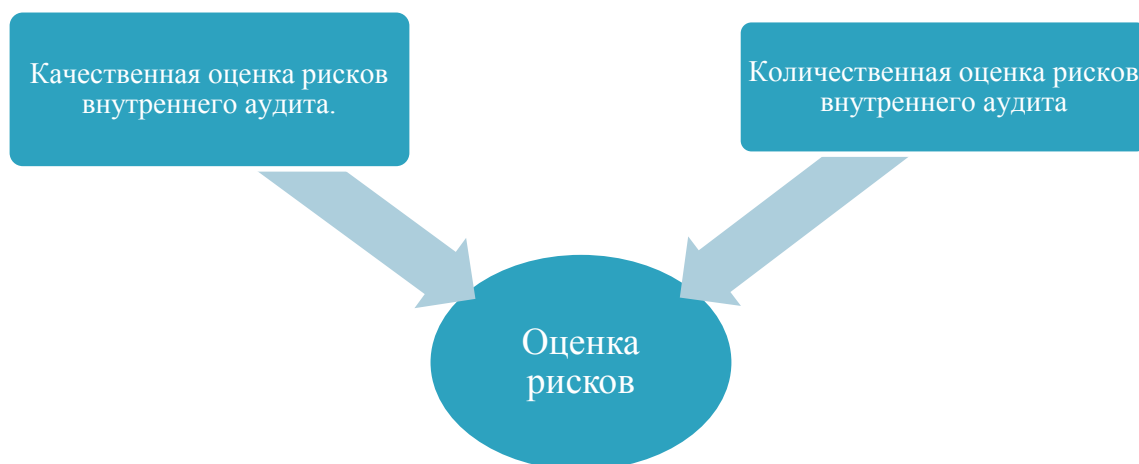 Качественная оценка рисков
внутреннего аудита.
Количественная оценка рисков
внутреннего аудита
Оценка
рисков